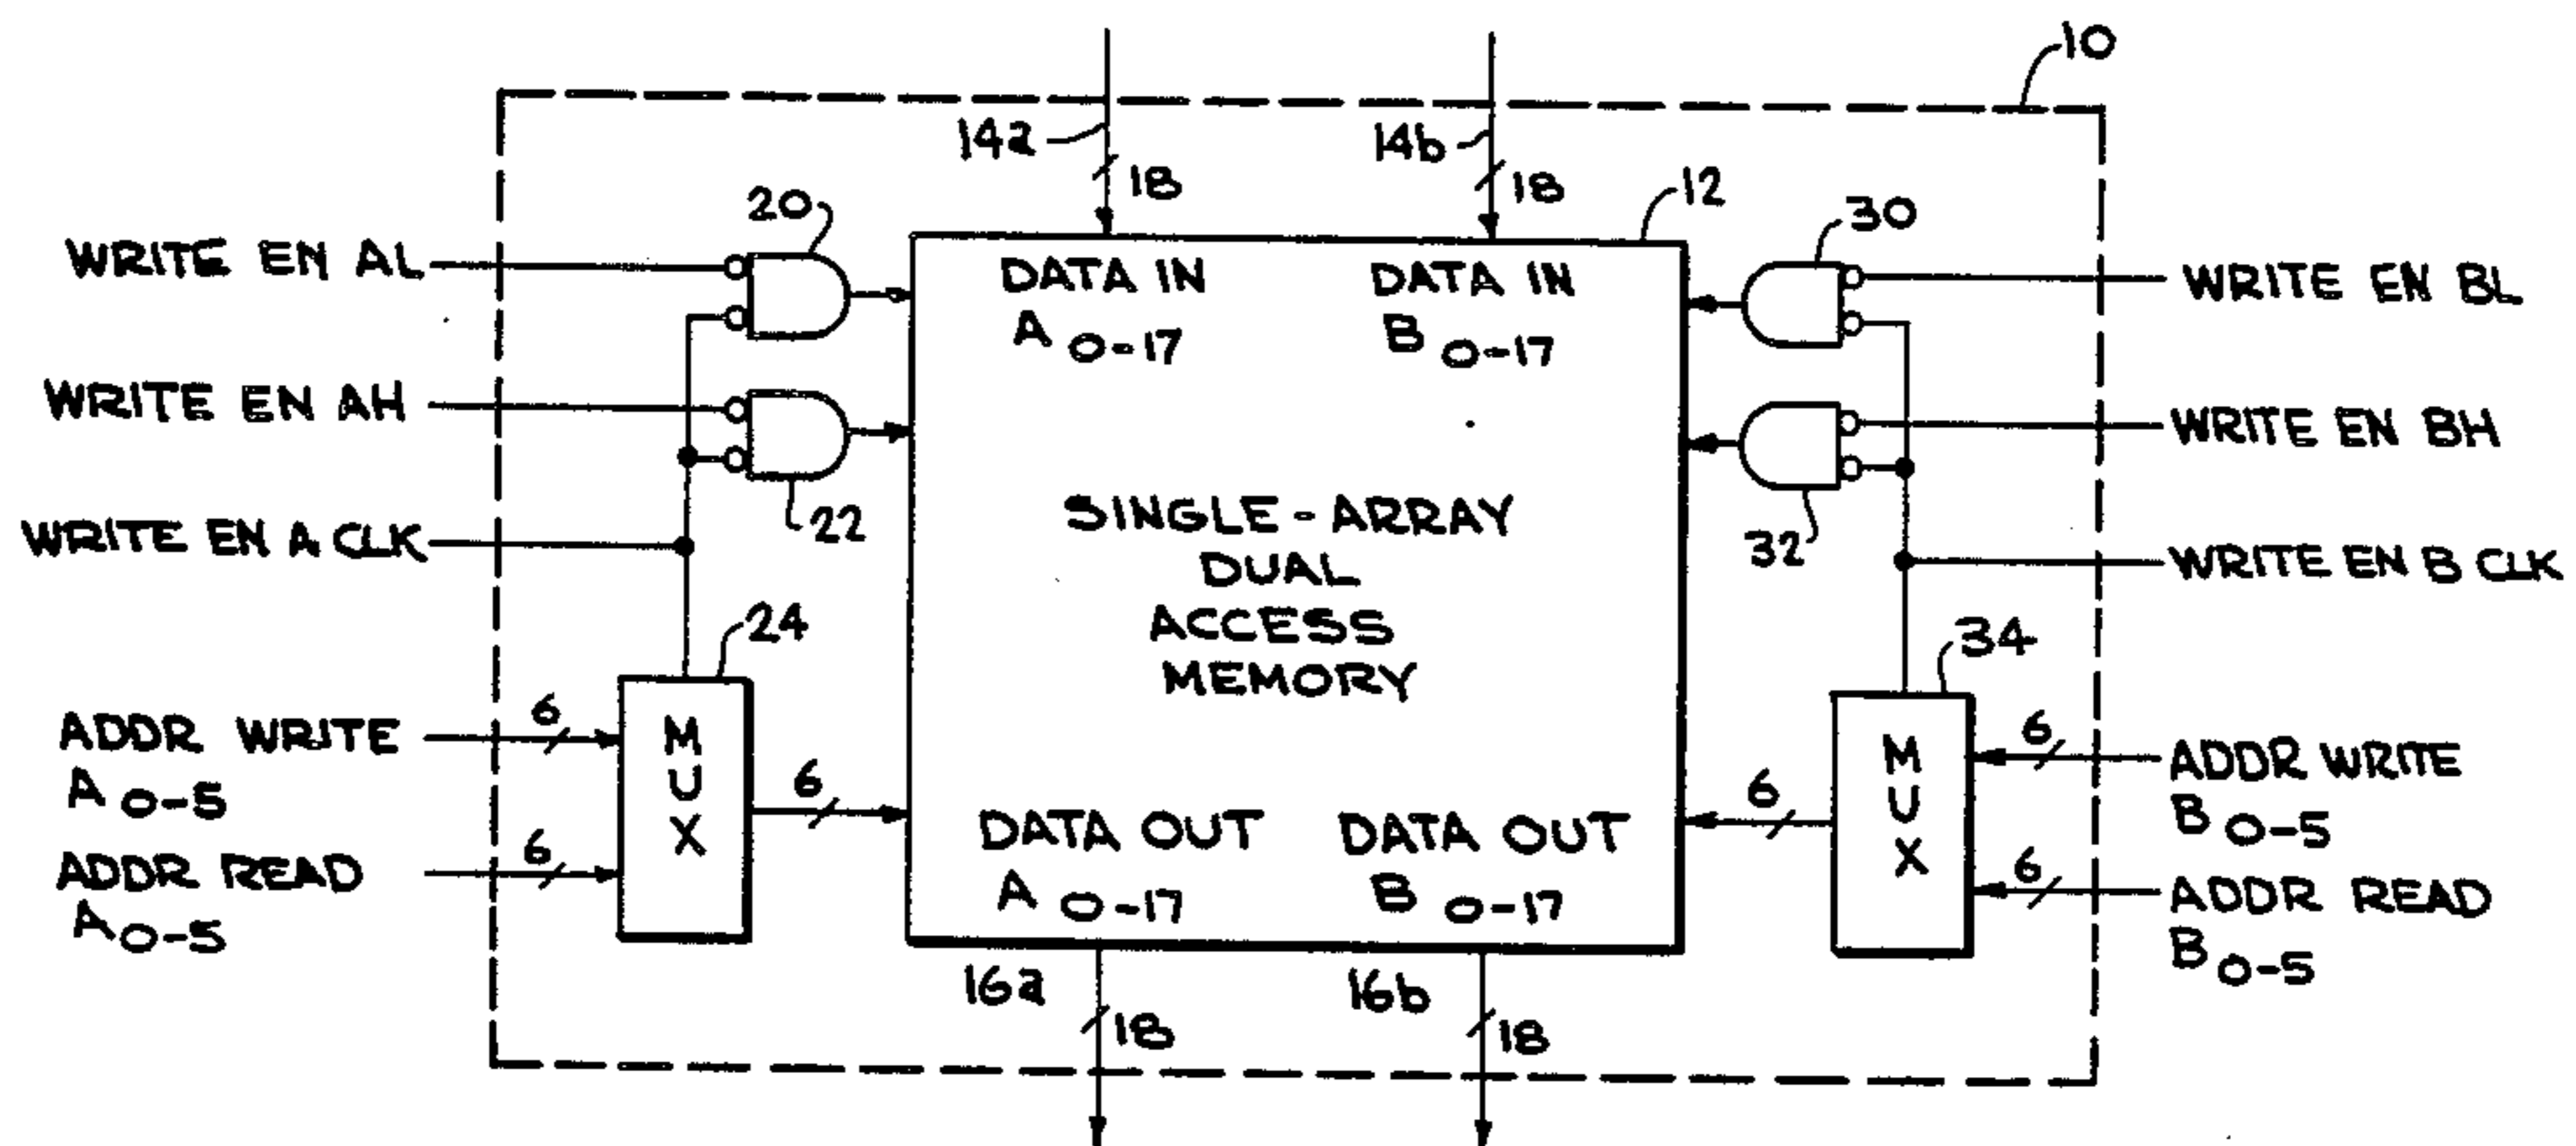 10
14a
14b
18
18
12
20
30
WRITE EN AL
DATA IN
A 0-17
DATA IN
B 0-17
WRITE EN BL
WRITE EN AH
WRITE EN BH
22
32
WRITE EN A CLK
SINGLE-ARRAY
DUAL
ACCESS
MEMORY
WRITE EN B CLK
24
34
ADDR WRITE
A 0-5
6
ADDR READ
A 0-5
6
MUX
6
DATA OUT
A 0-17
DATA OUT
B 0-17
6
MUX
6
ADDR WRITE
B 0-5
6
ADDR READ
B 0-5
16a
18
16b
18